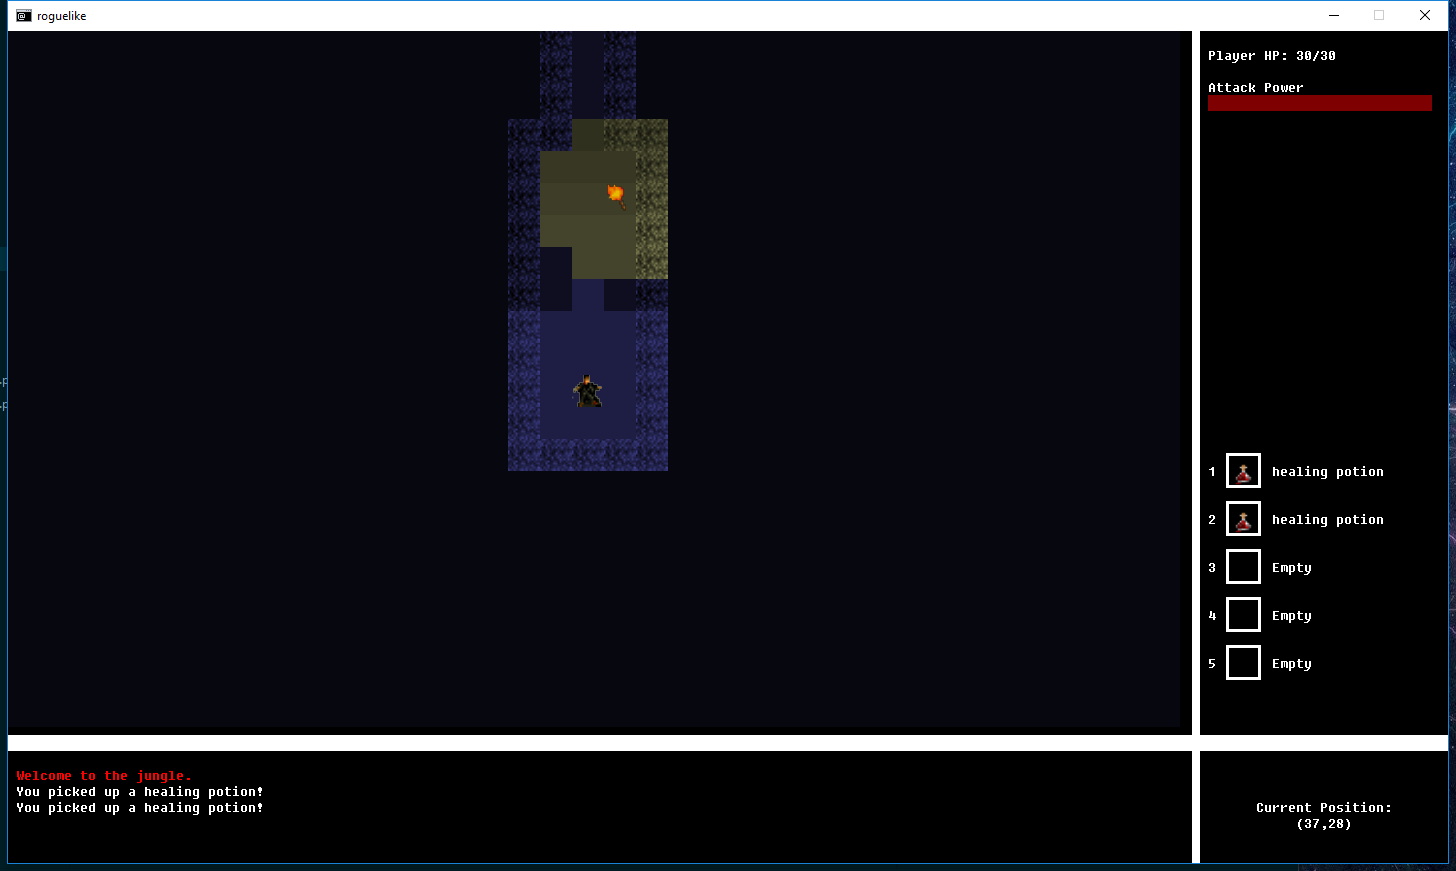 roguelike
Player HP: 30/30
Attack Power
1 healing potion
2 healing potion
3 Empty
4 Empty
5 Empty
Welcome to the jungle.
You picked up a healing potion!
You picked up a healing potion!
Current Position:
(37,28)